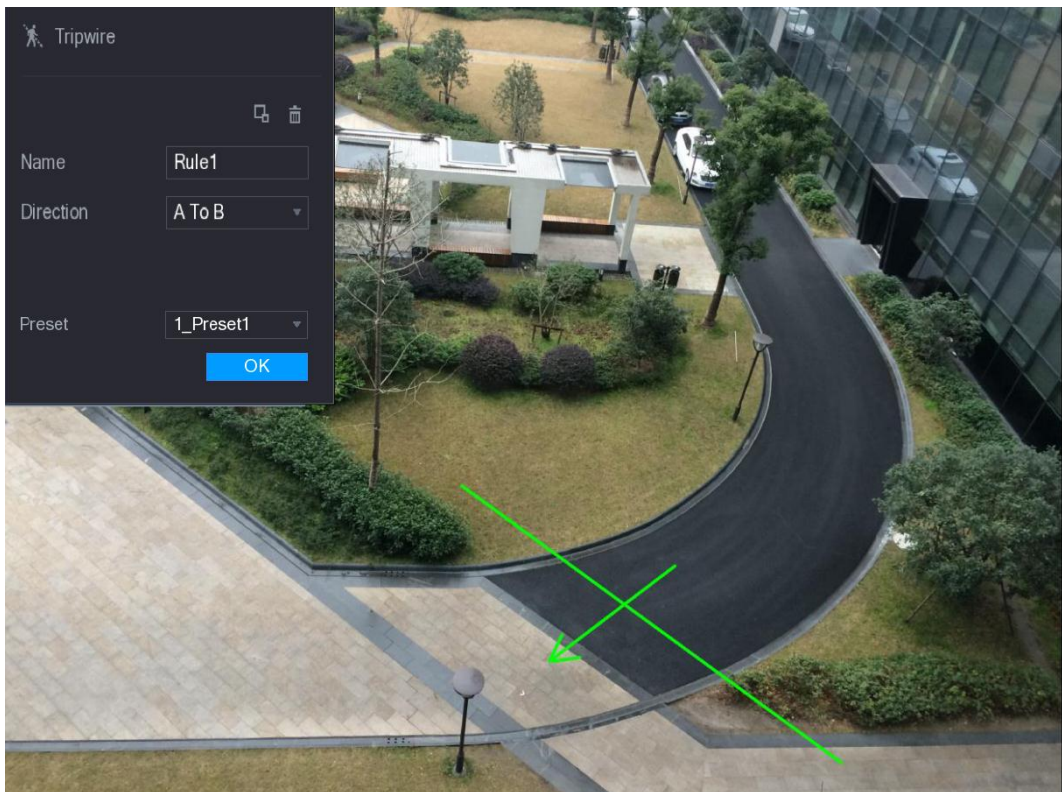 Tripwire
Name Rule1
Direction A To B
Preset 1_Preset1
OK